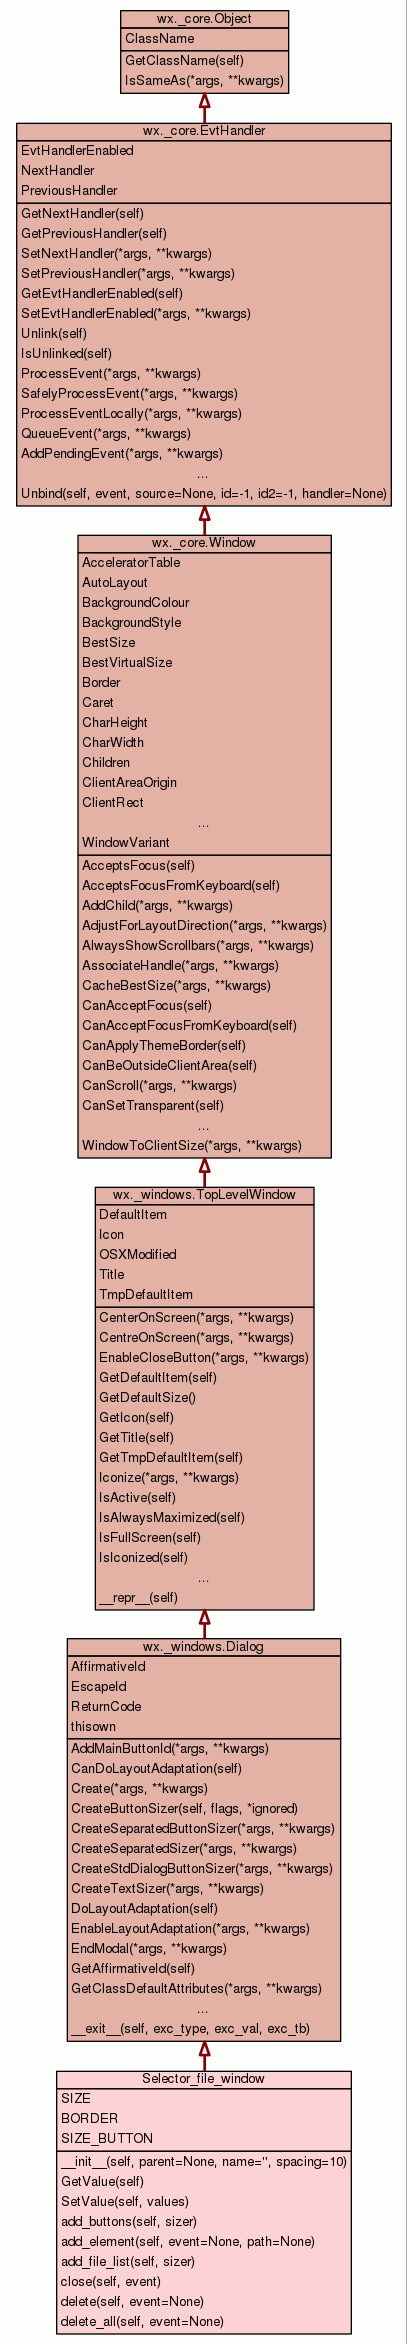 wx._core.Object
ClassName
GetClassName(self)
IsSameAs(*args, **kwargs)
wx._core.EvtHandler
EvtHandlerEnabled
NextHandler
PreviousHandler
GetNextHandler(self)
GetPreviousHandler(self)
SetNextHandler(*args, **kwargs)
SetPreviousHandler(*args, **kwargs)
GetEvtHandlerEnabled(self)
SetEvtHandlerEnabled(*args, **kwargs)
Unlink(self)
IsUnlinked(self)
ProcessEvent(*args, **kwargs)
SafelyProcessEvent(*args, **kwargs)
ProcessEventLocally(*args, **kwargs)
QueueEvent(*args, **kwargs)
AddPendingEvent(*args, **kwargs)
...
Unbind(self, event, source=None, id=-1, id2=-1, handler=None)
wx._core.Window
AcceleratorTable
AutoLayout
BackgroundColour
BackgroundStyle
BestSize
BestVirtualSize
Border
Caret
CharHeight
CharWidth
Children
ClientAreaOrigin
ClientRect
...
WindowVariant
AcceptsFocus(self)
AcceptsFocusFromKeyboard(self)
AddChild(*args, **kwargs)
AdjustForLayoutDirection(*args, **kwargs)
AlwaysShowScrollbars(*args, **kwargs)
AssociateHandle(*args, **kwargs)
CacheBestSize(*args, **kwargs)
CanAcceptFocus(self)
CanAcceptFocusFromKeyboard(self)
CanApplyThemeBorder(self)
CanBeOutsideClientArea(self)
CanScroll(*args, **kwargs)
CanSetTransparent(self)
...
WindowToClientSize(*args, **kwargs)
wx._windows.TopLevelWindow
DefaultItem
Icon
OSXModified
Title
TmpDefaultItem
CenterOnScreen(*args, **kwargs)
CentreOnScreen(*args, **kwargs)
EnableCloseButton(*args, **kwargs)
GetDefaultItem(self)
GetDefaultSize()
GetIcon(self)
GetTitle(self)
GetTmpDefaultItem(self)
Iconize(*args, **kwargs)
IsActive(self)
IsAlwaysMaximized(self)
IsFullScreen(self)
IsIconized(self)
...
__repr__(self)
wx._windows.Dialog
AffirmativeId
EscapeId
ReturnCode
thisown
AddMainButtonId(*args, **kwargs)
CanDoLayoutAdaptation(self)
Create(*args, **kwargs)
CreateButtonSizer(self, flags, *ignored)
CreateSeparatedButtonSizer(*args, **kwargs)
CreateSeparatedSizer(*args, **kwargs)
CreateStdDialogButtonSizer(*args, **kwargs)
CreateTextSizer(*args, **kwargs)
DoLayoutAdaptation(self)
EnableLayoutAdaptation(*args, **kwargs)
EndModal(*args, **kwargs)
GetAffirmativeId(self)
GetClassDefaultAttributes(*args, **kwargs)
...
__exit__(self, exc_type, exc_val, exc_tb)
Selector_file_window
SIZE
BORDER
SIZE_BUTTON
__init__(self, parent=None, name='', spacing=10)
GetValue(self)
SetValue(self, values)
add_buttons(self, sizer)
add_element(self, event=None, path=None)
add_file_list(self, sizer)
close(self, event)
delete(self, event=None)
delete_all(self, event=None)